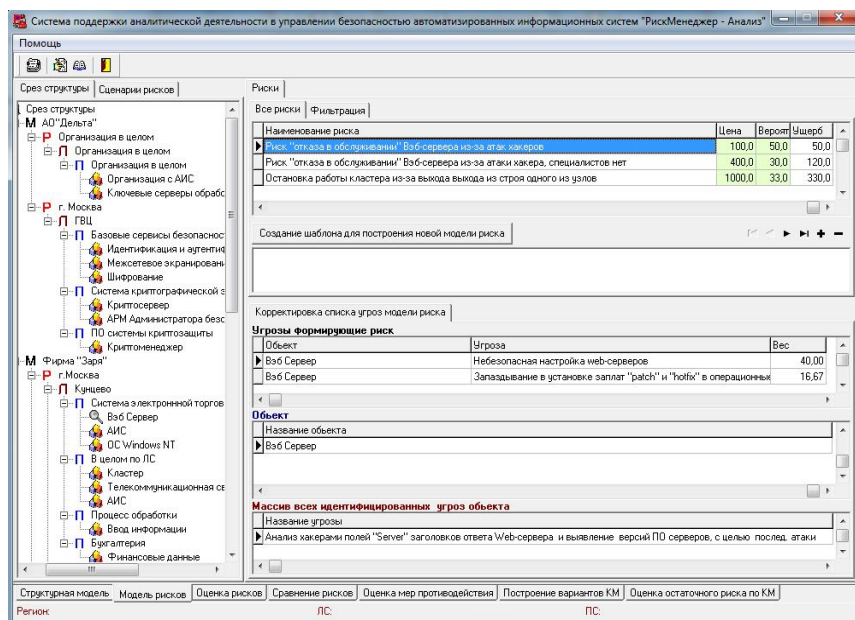 Система поддержки аналитической деятельности в управлении безопасностью автоматизированных информационных систем "РискМенеджер - Анализ"
Помощь
Срез структуры Сценарии рисков
Срез структуры
М АО"Дельта"
Р Организация в целом
Л Организация в целом
П Организация в целом
Организация с АИС
Ключевые серверы обрабо
Р г. Москва
Л ГВЦ
П Базовые сервисы безопаснос
Идентификация и аутентиф
Межсетевое экранировани
Шифрование
П Система криптографической з
Криптосервер
АРМ Администратора безо
П ПО системы криптозащиты
Криптоменеджер
М Фирма "Заря"
Р г.Москва
Л Кунцево
П Система электроннной торгов
Вэб Сервер
АИС
ОС Windows NT
П В целом по ЛС
Кластер
Телекоммуникационная се
АИС
П Процесс обработки
Ввод информации
П Бухгалтерия
Финансовые данные
Риски
Все риски Фильтрация
Наименование риска Цена Вероят Ущерб
Риск "отказа в обслуживании" Вэб-сервера из-за атак хакеров 100,0 50,0 50,0
Риск "отказа в обслуживании" Вэб-сервера из-за атаки хакера, специалистов нет 400,0 30,0 120,0
Остановка работы кластера из-за выхода выхода из строя одного из узлов 1000,0 33,0 330,0
Создание шаблона для построения новой модели риска
Корректировка списка угроз модели риска
Угрозы формирующие риск
Обьект Угроза Вес
Вэб Сервер Небезопасная настройка web-серверов 40,00
Вэб Сервер Запаздывание в установке заплат "patch" и "hotfix" в операционные 16,67
Обьект
Название обьекта
Вэб Сервер
Массив всех идентифицированных угроз обьекта
Название угрозы
Анализ хакерами полей "Server" заголовков ответа Web-сервера и выявление версий ПО серверов, с целью послед. атаки
Структурная модель Модель рисков Оценка рисков Сравнение рисков Оценка мер противодействия Построение вариантов КМ Оценка остаточного риска по КМ
Регион: ЛС: ПС: